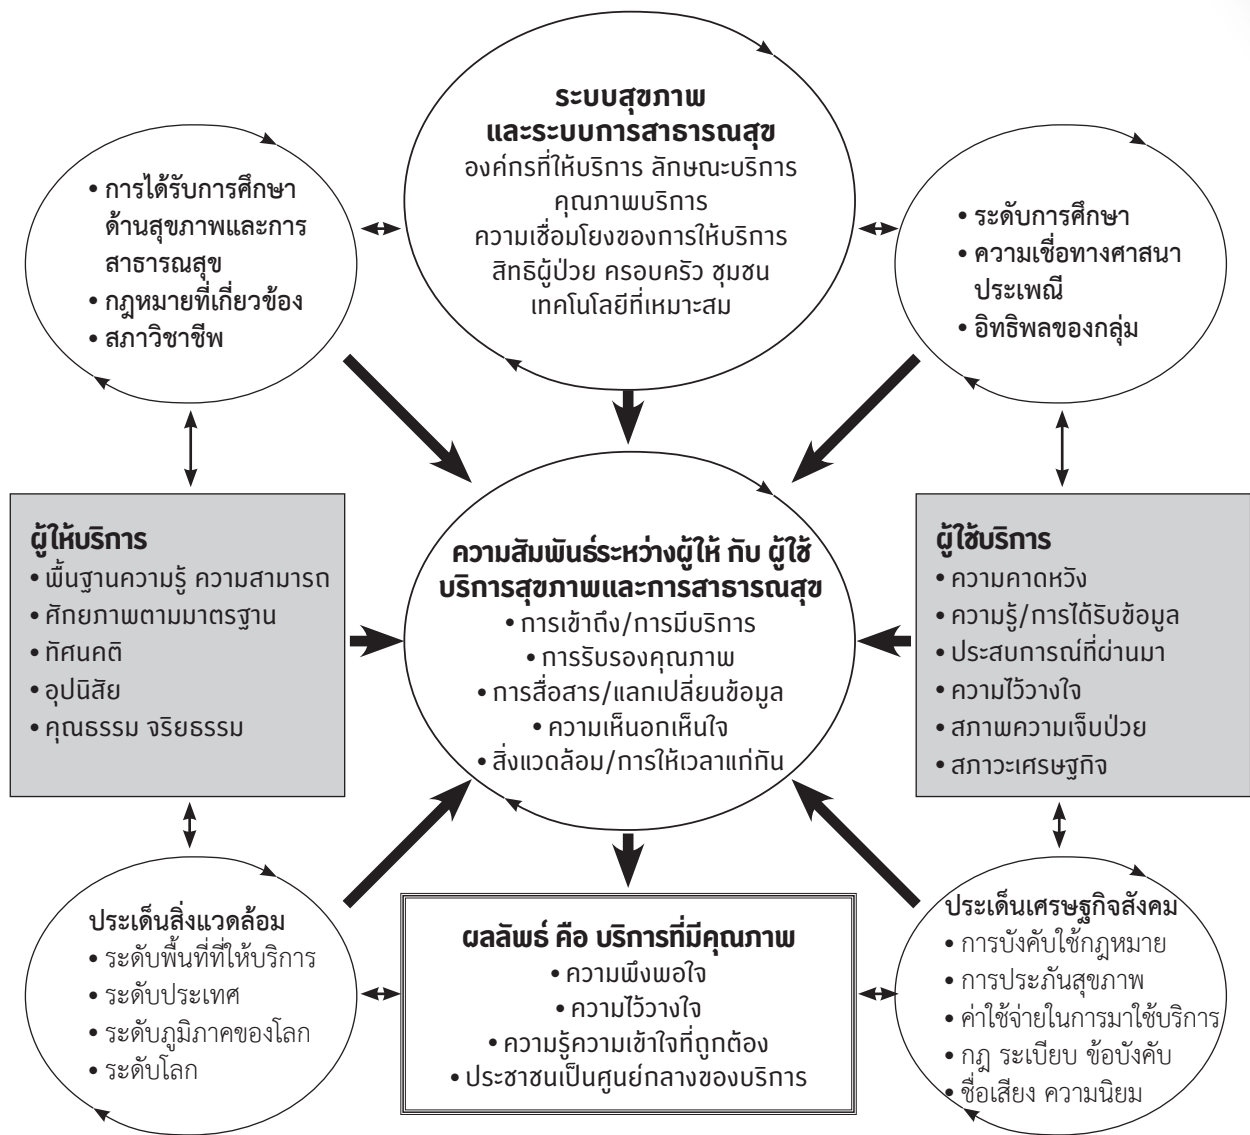 ระบบสุขภาพ
และระบบการสาธารณสุข
องค์กรที่ให้บริการ ลักษณะบริการ
คุณภาพบริการ
ความเชื่อมโยงของการให้บริการ
สิทธิผู้ป่วย ครอบครัว ชุมชน
เทคโนโลยีที่เหมาะสม
• การได้รับการศึกษา
ด้านสุขภาพและการ
สาธารณสุข
• กฎหมายที่เกี่ยวข้อง
• สภาวิชาชีพ
• ระดับการศึกษา
• ความเชื่อทางศาสนา
ประเพณี
• อิทธิพลของกลุ่ม
ผู้ให้บริการ
• พื้นฐานความรู้ ความสามารถ
• ศักยภาพตามมาตรฐาน
• ทัศนคติ
• อุปนิสัย
• คุณธรรม จริยธรรม
ความสัมพันธ์ระหว่างผู้ให้ กับ ผู้ใช้
บริการสุขภาพและการสาธารณสุข
• การเข้าถึง/การมีบริการ
• การรับรองคุณภาพ
• การสื่อสาร/แลกเปลี่ยนข้อมูล
• ความเห็นอกเห็นใจ
• สิ่งแวดล้อม/การให้เวลาแก่กัน
ผู้ใช้บริการ
• ความคาดหวัง
• ความรู้/การได้รับข้อมูล
• ประสบการณ์ที่ผ่านมา
• ความไว้วางใจ
• สภาพความเจ็บป่วย
• สภาวะเศรษฐกิจ
ประเด็นสิ่งแวดล้อม
• ระดับพื้นที่ที่ให้บริการ
• ระดับประเทศ
• ระดับภูมิภาคของโลก
• ระดับโลก
ผลลัพธ์ คือ บริการที่มีคุณภาพ
• ความพึงพอใจ
• ความไว้วางใจ
• ความรู้ความเข้าใจที่ถูกต้อง
• ประชาชนเป็นศูนย์กลางของบริการ
ประเด็นเศรษฐกิจสังคม
• การบังคับใช้กฎหมาย
• การประกันสุขภาพ
• ค่าใช้จ่ายในการมาใช้บริการ
• กฎ ระเบียบ ข้อบังคับ
• ชื่อเสียง ความนิยม